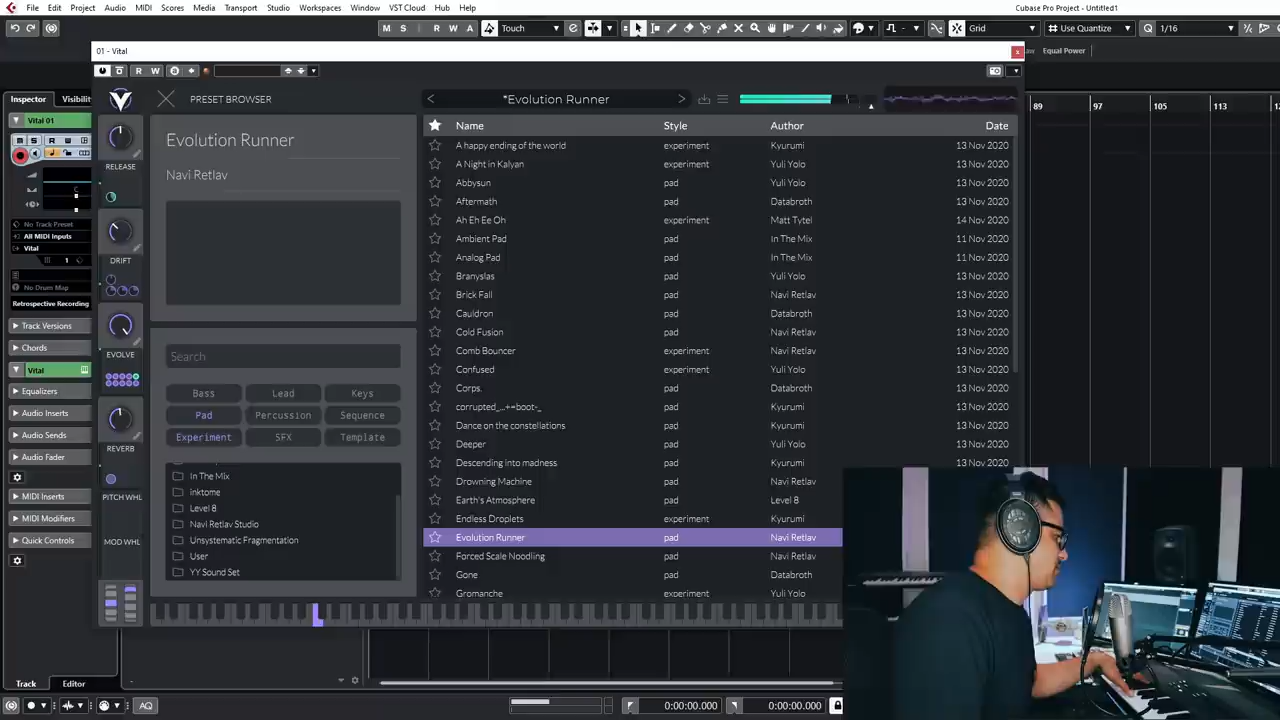 File Edit Project Audio MIDI Scores Media Transport Studio Workspaces Window VST Cloud Hub Help
Cubase Pro Project - Untitled1
M S L R W A Touch Grid Use Quantize Q 1/16
01 - Vital
Equal Power
R W
Inspector Visibility
PRESET BROWSER
*Evolution Runner
89 97 105 113
Vital 01
Evolution Runner
Navi Retlav
RELEASE
DRIFT
EVOLVE
REVERB
PITCH WHL
MOD WHL
No Track Preset
All MIDI Inputs
Vital
1
No Drum Map
Retrospective Recording
Track Versions
Chords
Vital
Equalizers
Audio Inserts
Audio Sends
Audio Fader
MIDI Inserts
MIDI Modifiers
Quick Controls
Search
Bass Lead Keys
Pad Percussion Sequence
Experiment SFX Template
In The Mix
inktome
Level 8
Navi Retlav Studio
Unsystematic Fragmentation
User
YY Sound Set
Name Style Author Date
A happy ending of the world experiment Kyurumi 13 Nov 2020
A Night in Kalyan experiment Yuli Yolo 13 Nov 2020
Abbysun pad Yuli Yolo 13 Nov 2020
Aftermath pad Databroth 13 Nov 2020
Ah Eh Ee Oh experiment Matt Tytel 14 Nov 2020
Ambient Pad pad In The Mix 11 Nov 2020
Analog Pad pad In The Mix 11 Nov 2020
Branyslas pad Yuli Yolo 13 Nov 2020
Brick Fall pad Navi Retlav 13 Nov 2020
Cauldron pad Databroth 13 Nov 2020
Cold Fusion pad Navi Retlav 13 Nov 2020
Comb Bouncer experiment Navi Retlav 13 Nov 2020
Confused experiment Yuli Yolo 13 Nov 2020
Corps. pad Databroth 13 Nov 2020
corrupted_...+=boot-_ pad Kyurumi 13 Nov 2020
Dance on the constellations pad Kyurumi 13 Nov 2020
Deeper pad Yuli Yolo 13 Nov 2020
Descending into madness pad Kyurumi 13 Nov 2020
Drowning Machine pad Navi Retlav
Earth's Atmosphere pad Level 8
Endless Droplets experiment Kyurumi
Evolution Runner pad Navi Retlav
Forced Scale Noodling pad Navi Retlav
Gone pad Databroth
Gromanche experiment Yuli Yolo
Track Editor
AQ
0:00:00.000 0:00:00.000